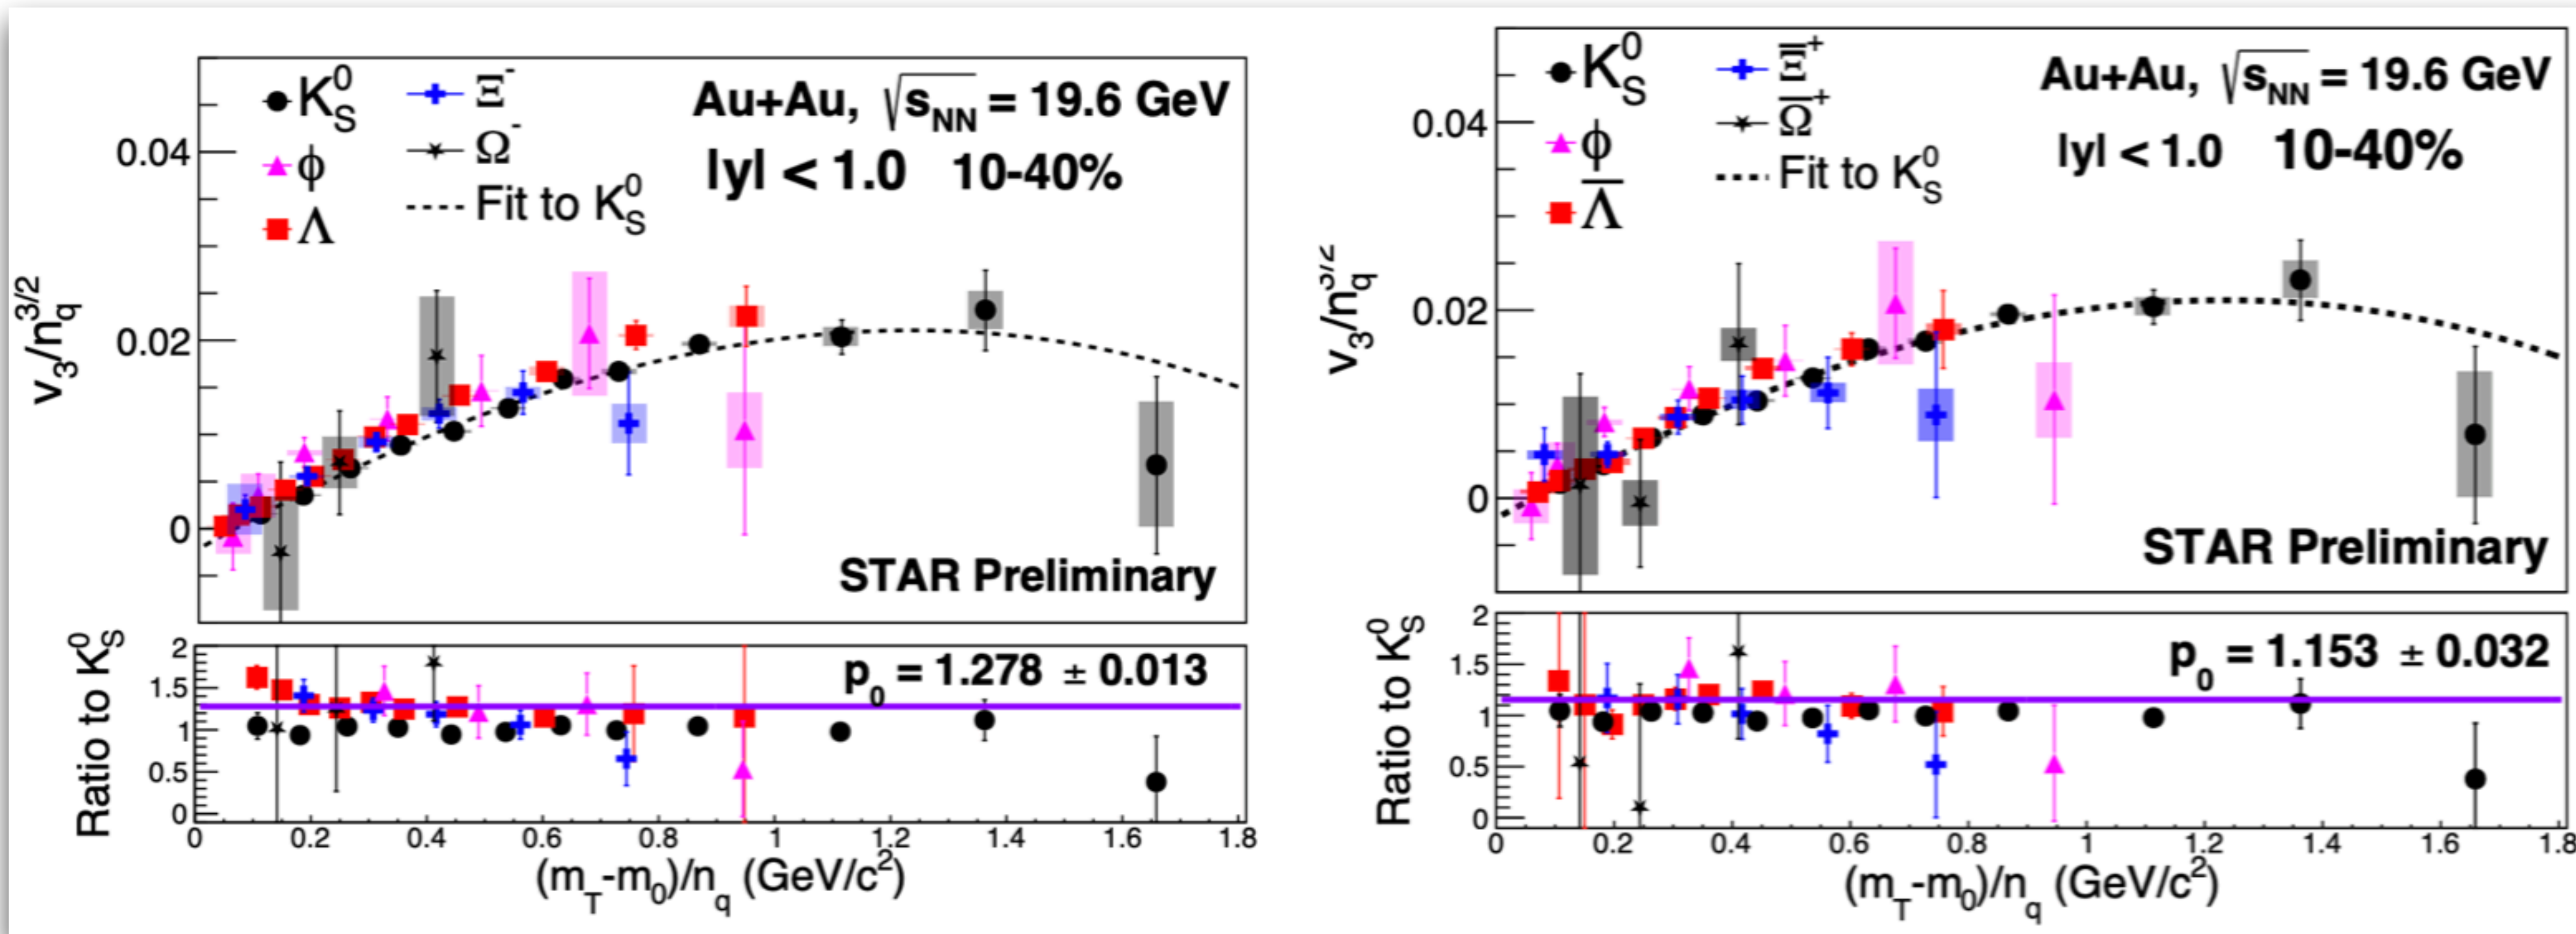 K⁰S
ϕ
Λ
Ξ⁻
Ω⁻
Fit to K⁰S
Au+Au, √sNN = 19.6 GeV
|y| < 1.0 10-40%
v₃/nq^3/2
0.04
0.02
0
STAR Preliminary
Ratio to K⁰S
2
1.5
1
0.5
0
p₀ = 1.278 ± 0.013
0 0.2 0.4 0.6 0.8 1 1.2 1.4 1.6 1.8
(mT-m₀)/nq (GeV/c²)
K⁰S
ϕ
Λ̅
Ξ̅⁺
Ω̅⁺
Fit to K⁰S
Au+Au, √sNN = 19.6 GeV
|y| < 1.0 10-40%
v₃/nq^3/2
0.04
0.02
0
STAR Preliminary
Ratio to K⁰S
2
1.5
1
0.5
0
p₀ = 1.153 ± 0.032
0 0.2 0.4 0.6 0.8 1 1.2 1.4 1.6 1.8
(mT-m₀)/nq (GeV/c²)